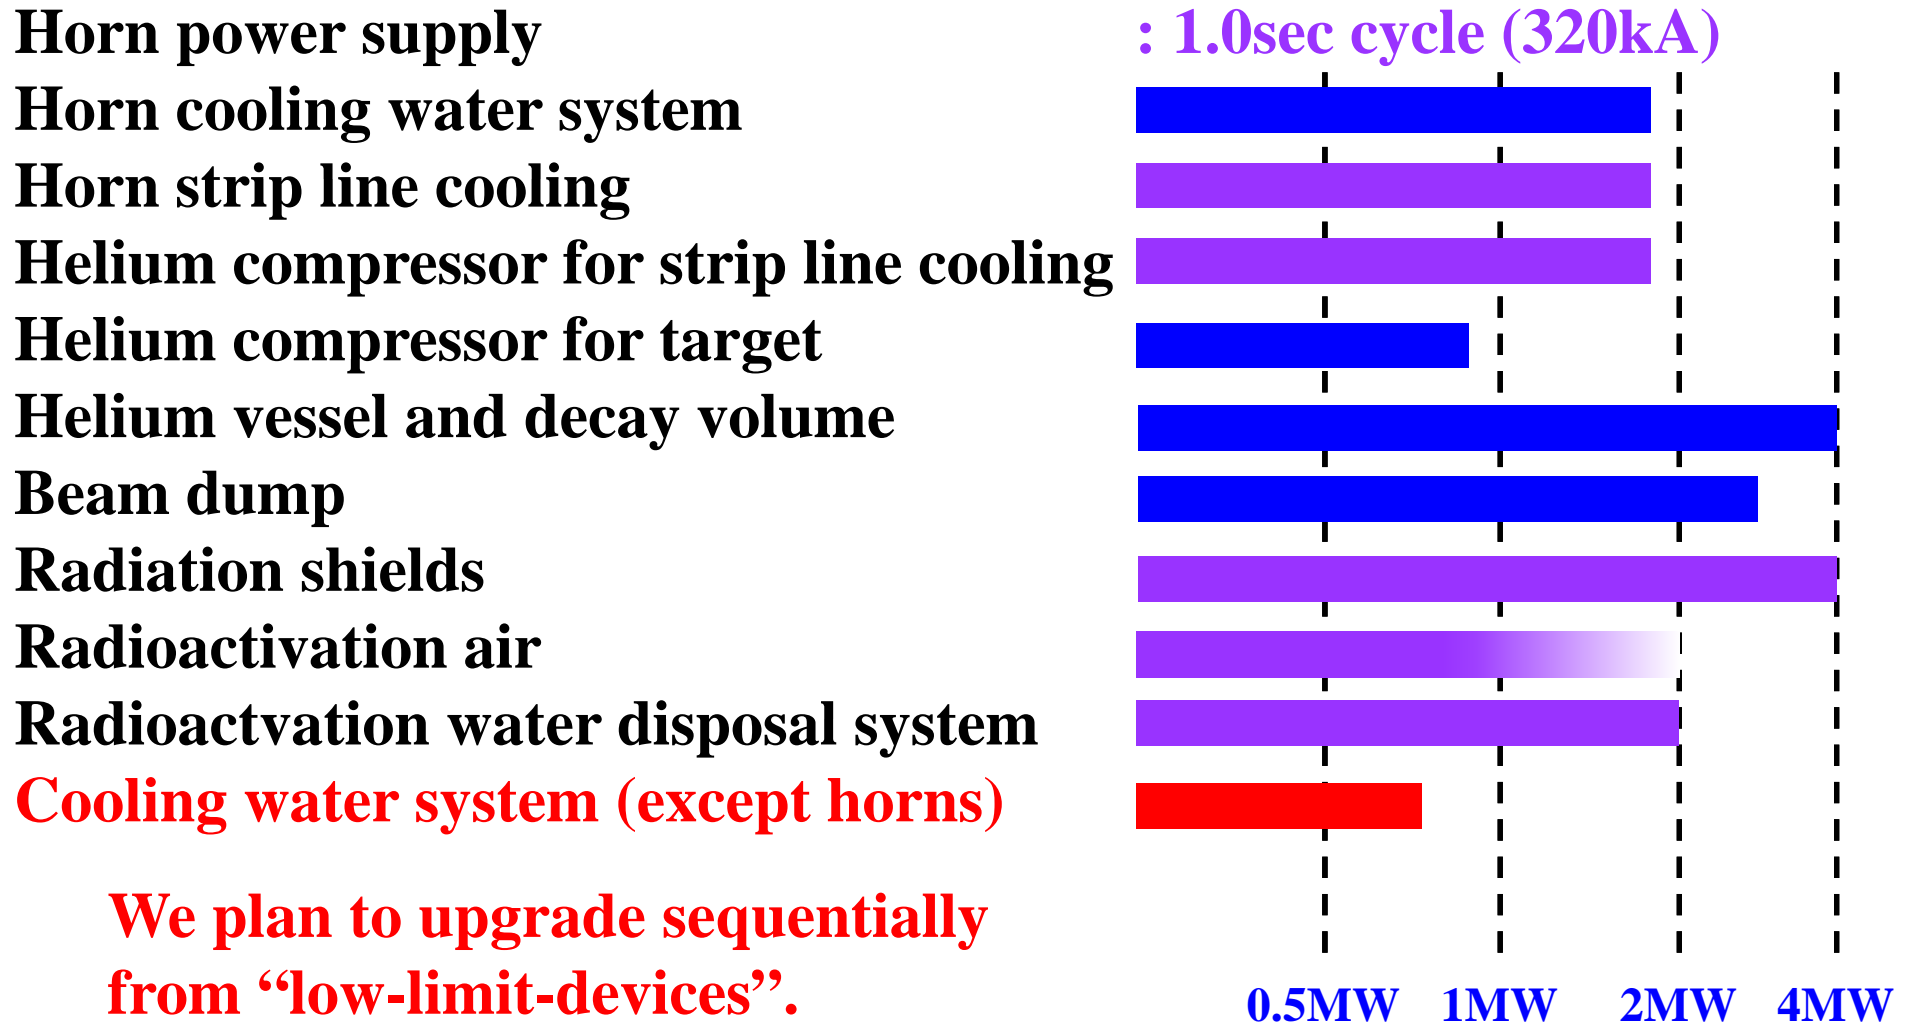 Horn power supply : 1.0sec cycle (320kA)
Horn cooling water system
Horn strip line cooling
Helium compressor for strip line cooling
Helium compressor for target
Helium vessel and decay volume
Beam dump
Radiation shields
Radioactivation air
Radioactvation water disposal system
Cooling water system (except horns)
We plan to upgrade sequentially
from “low-limit-devices”.
0.5MW 1MW 2MW 4MW